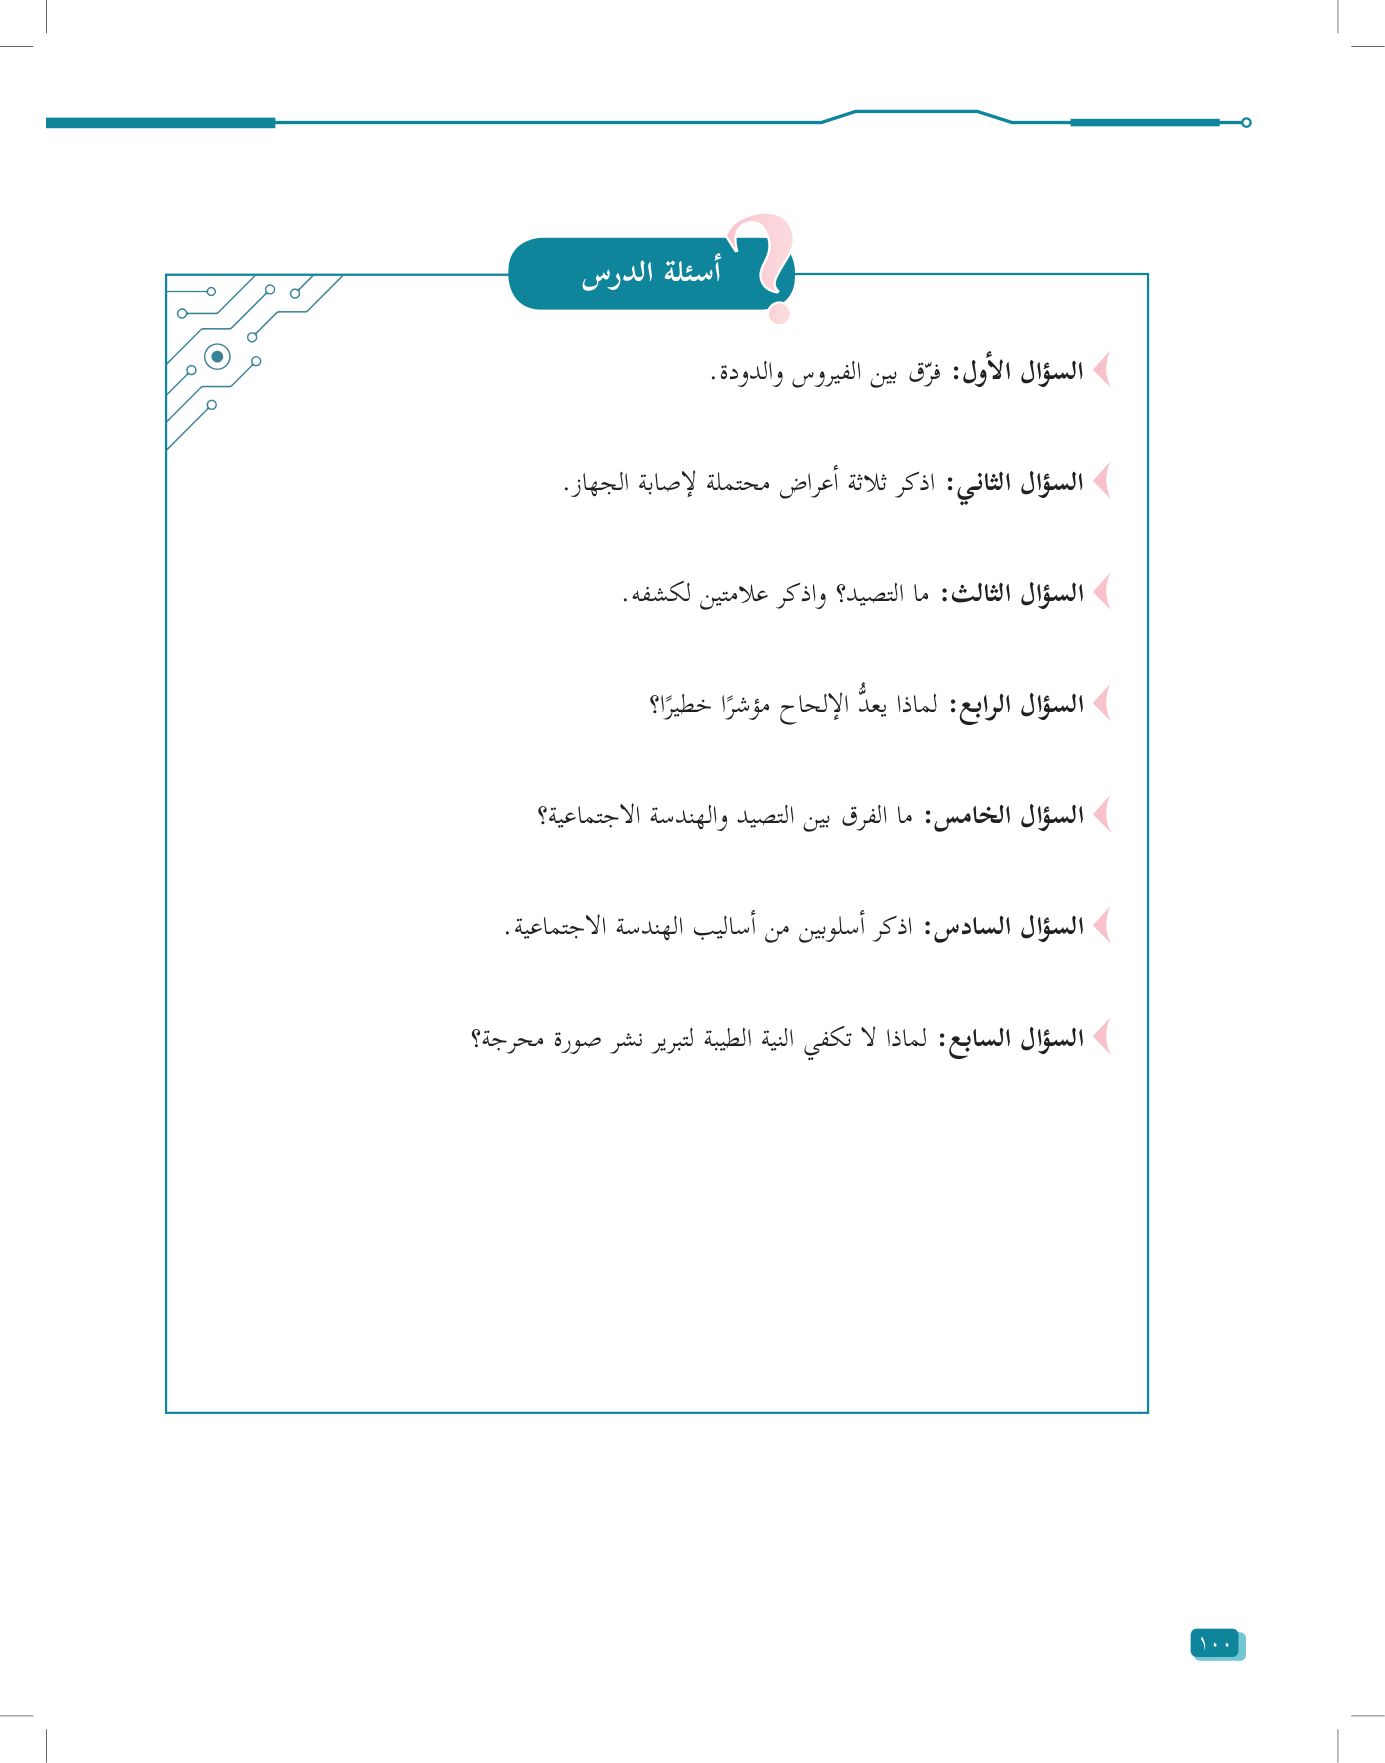 أسئلة الدرس
السؤال الأول: فرّق بين الفيروس والدودة.
السؤال الثاني: اذكر ثلاثة أعراض محتملة لإصابة الجهاز.
السؤال الثالث: ما التصيد؟ واذكر علامتين لكشفه.
السؤال الرابع: لماذا يعدُّ الإلحاح مؤشرًا خطيرًا؟
السؤال الخامس: ما الفرق بين التصيد والهندسة الاجتماعية؟
السؤال السادس: اذكر أسلوبين من أساليب الهندسة الاجتماعية.
السؤال السابع: لماذا لا تكفي النية الطيبة لتبرير نشر صورة محرجة؟
١٠٠